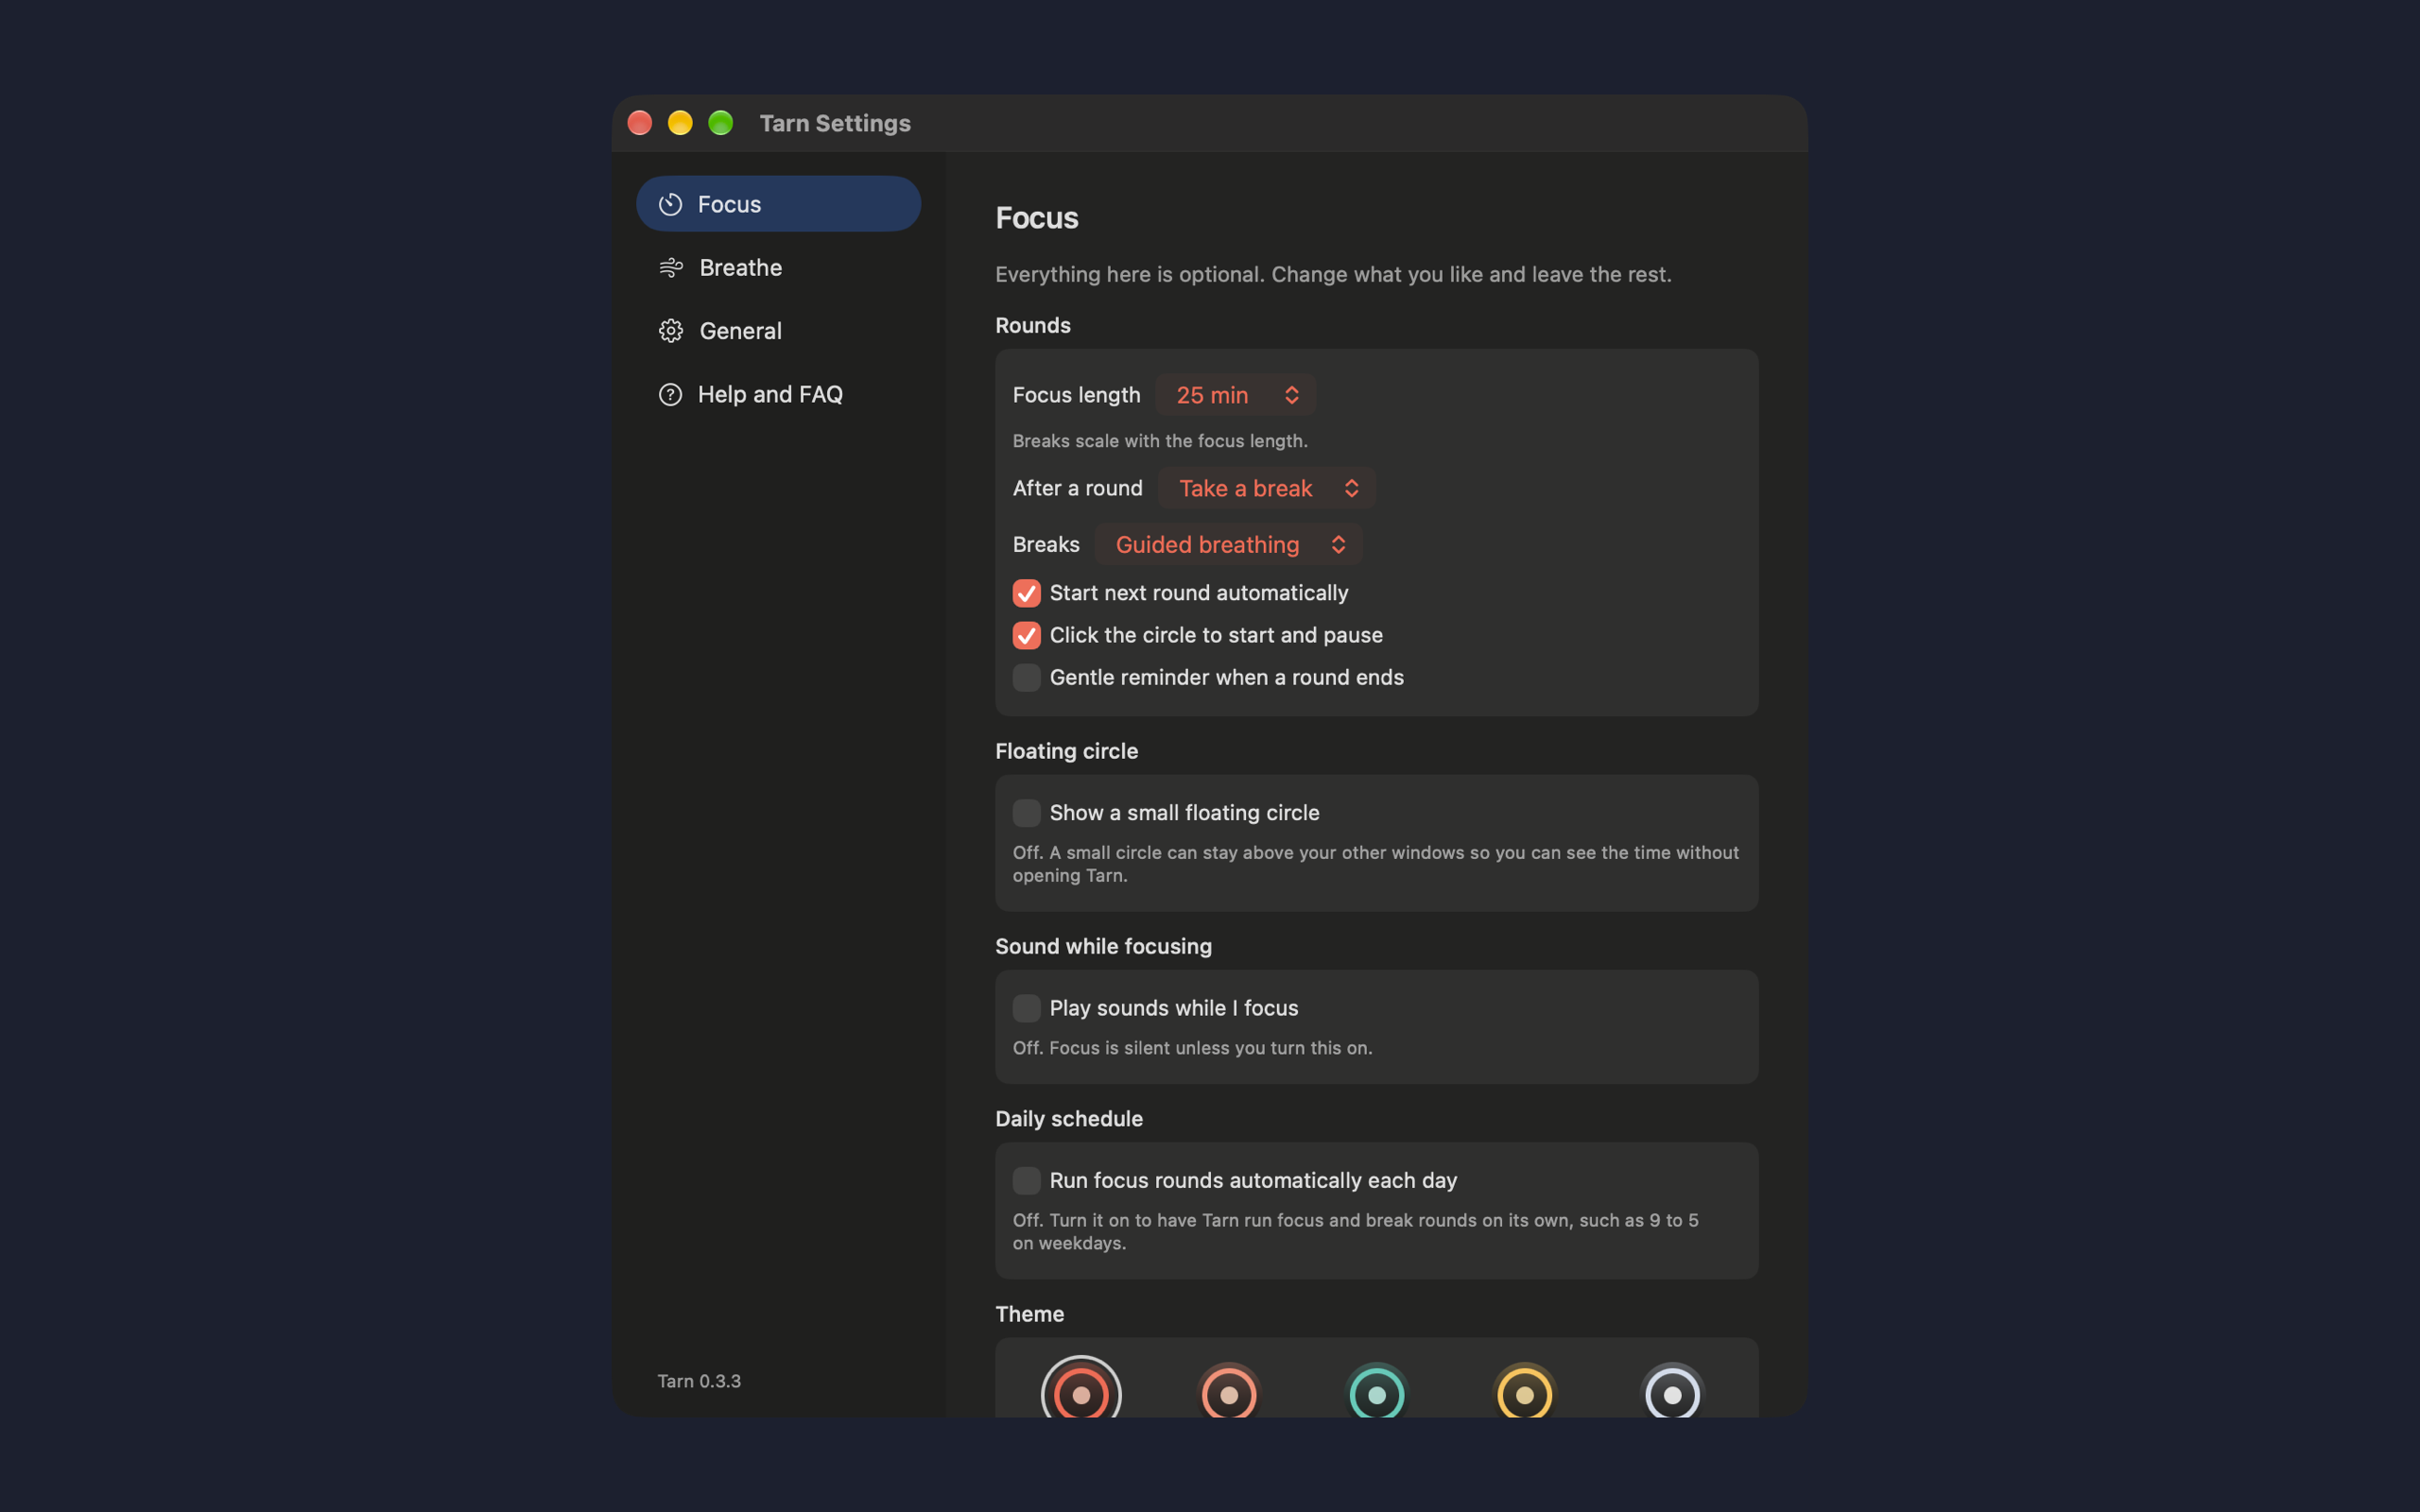 Tarn Settings
Focus
Breathe
General
Help and FAQ
Tarn 0.3.3
Focus
Everything here is optional. Change what you like and leave the rest.
Rounds
Focus length 25 min
Breaks scale with the focus length.
After a round Take a break
Breaks Guided breathing
Start next round automatically
Click the circle to start and pause
Gentle reminder when a round ends
Floating circle
Show a small floating circle
Off. A small circle can stay above your other windows so you can see the time without
opening Tarn.
Sound while focusing
Play sounds while I focus
Off. Focus is silent unless you turn this on.
Daily schedule
Run focus rounds automatically each day
Off. Turn it on to have Tarn run focus and break rounds on its own, such as 9 to 5
on weekdays.
Theme